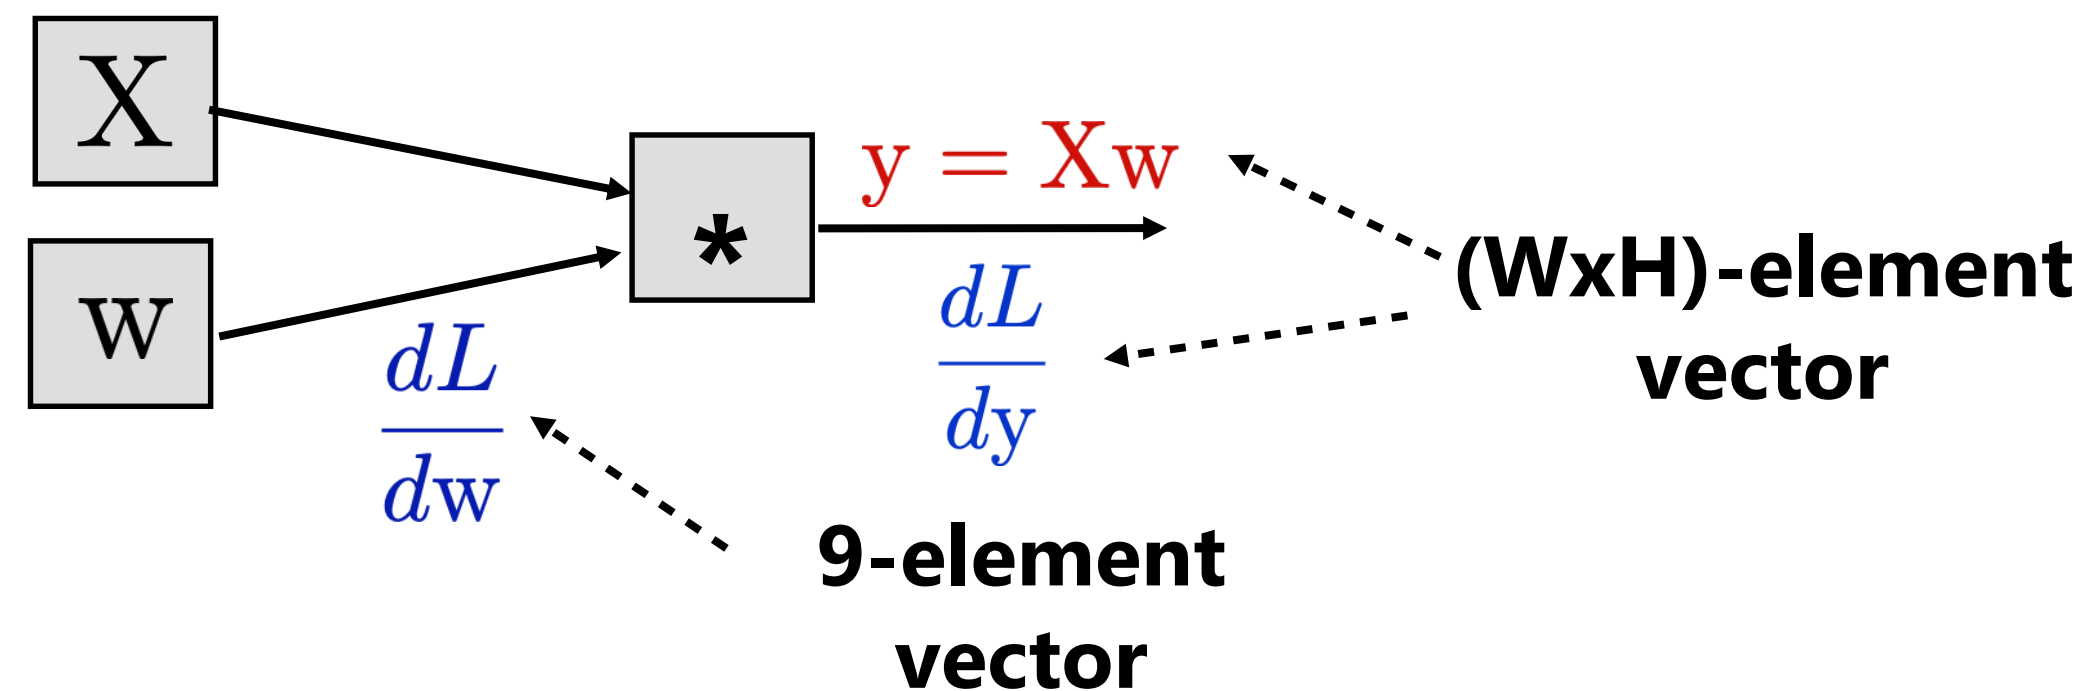 X
w
*
y = Xw
dL
dy
dL
dw
(WxH)-element
vector
9-element
vector